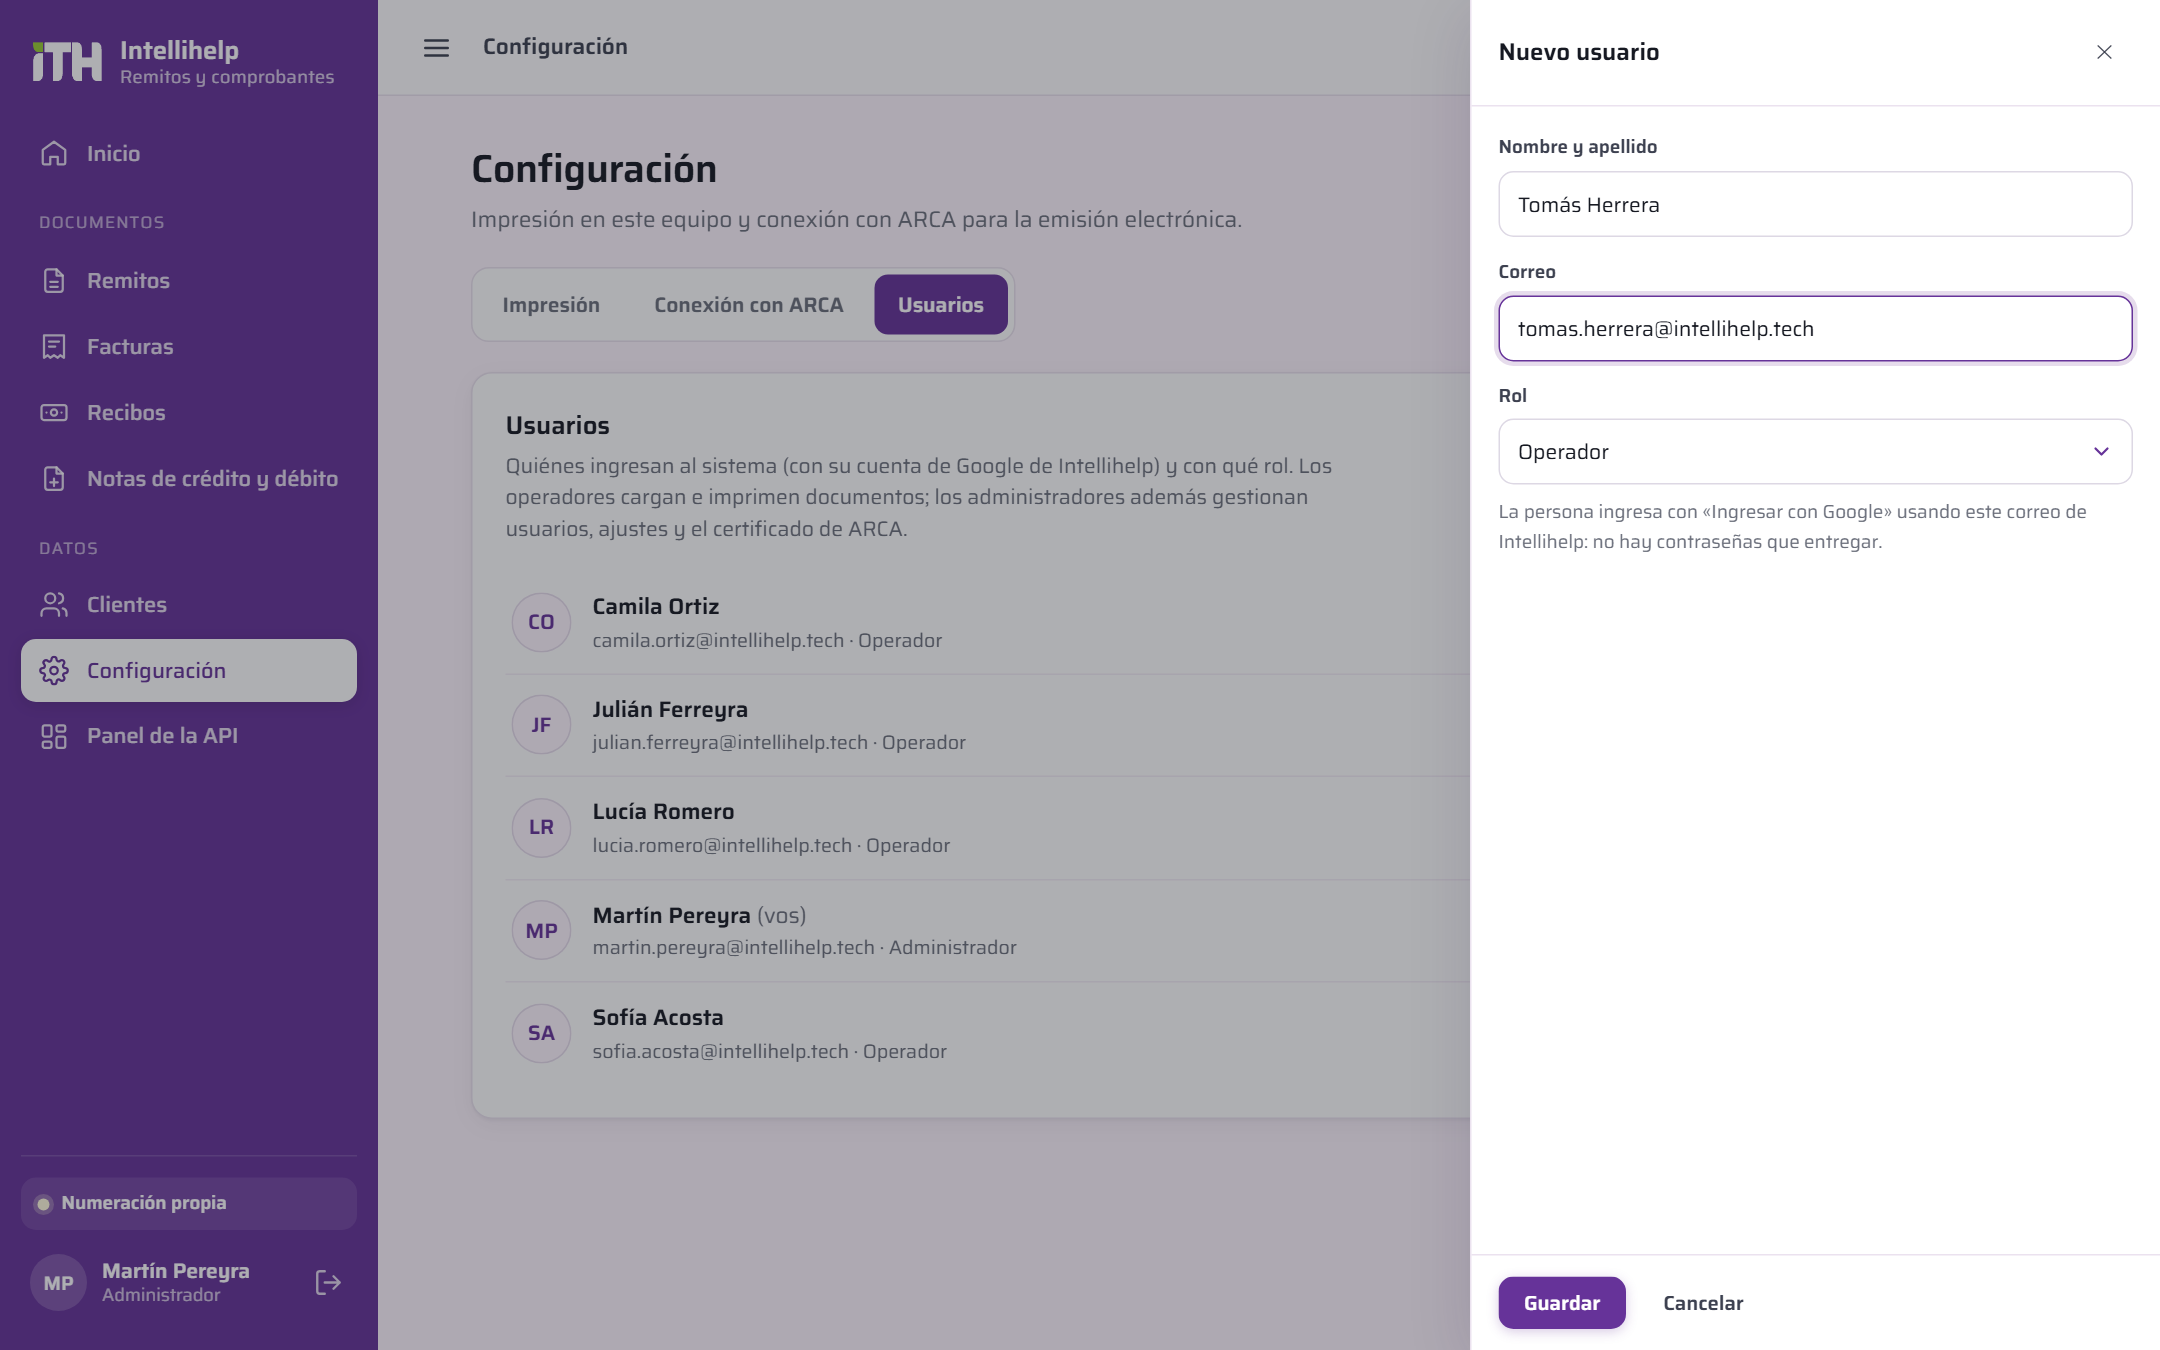 iTH
Intellihelp
Remitos y comprobantes
Inicio
DOCUMENTOS
Remitos
Facturas
Recibos
Notas de crédito y débito
DATOS
Clientes
Configuración
Panel de la API
Numeración propia
MP
Martín Pereyra
Administrador
Configuración
Configuración
Impresión en este equipo y conexión con ARCA para la emisión electrónica.
Impresión
Conexión con ARCA
Usuarios
Usuarios
Quiénes ingresan al sistema (con su cuenta de Google de Intellihelp) y con qué rol. Los
operadores cargan e imprimen documentos; los administradores además gestionan
usuarios, ajustes y el certificado de ARCA.
CO
Camila Ortiz
camila.ortiz@intellihelp.tech · Operador
JF
Julián Ferreyra
julian.ferreyra@intellihelp.tech · Operador
LR
Lucía Romero
lucia.romero@intellihelp.tech · Operador
MP
Martín Pereyra (vos)
martin.pereyra@intellihelp.tech · Administrador
SA
Sofía Acosta
sofia.acosta@intellihelp.tech · Operador
Nuevo usuario
Nombre y apellido
Tomás Herrera
Correo
tomas.herrera@intellihelp.tech
Rol
Operador
La persona ingresa con «Ingresar con Google» usando este correo de
Intellihelp: no hay contraseñas que entregar.
Guardar
Cancelar